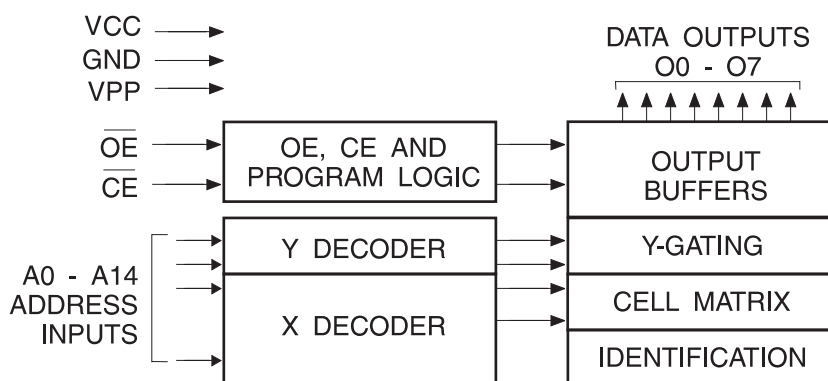 VCC
GND
VPP
DATA OUTPUTS
O0 - O7
OE
CE
OE, CE AND
PROGRAM LOGIC
OUTPUT
BUFFERS
A0 - A14
ADDRESS
INPUTS
Y DECODER
X DECODER
Y-GATING
CELL MATRIX
IDENTIFICATION